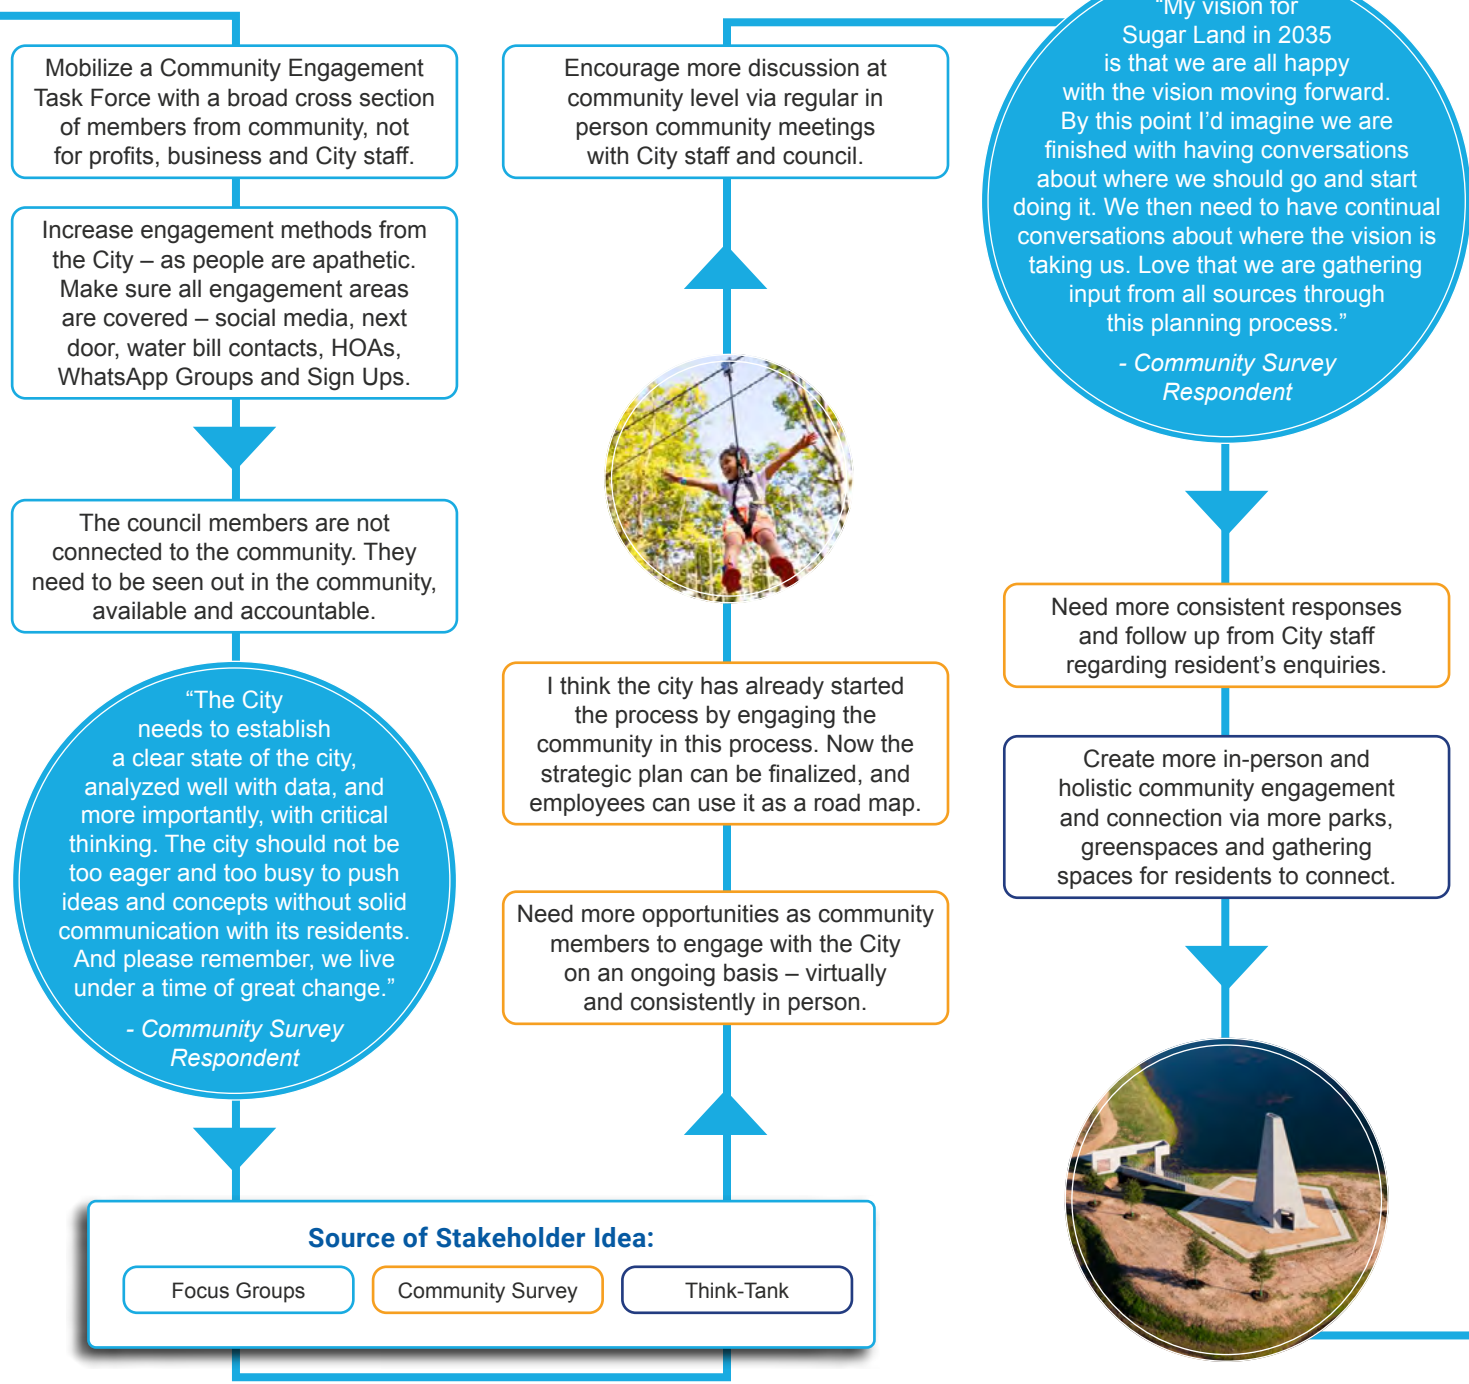 Mobilize a Community Engagement
Task Force with a broad cross section
of members from community, not
for profits, business and City staff.
Increase engagement methods from
the City – as people are apathetic.
Make sure all engagement areas
are covered – social media, next
door, water bill contacts, HOAs,
WhatsApp Groups and Sign Ups.
The council members are not
connected to the community. They
need to be seen out in the community,
available and accountable.
“The City
needs to establish
a clear state of the city,
analyzed well with data, and
more importantly, with critical
thinking. The city should not be
too eager and too busy to push
ideas and concepts without solid
communication with its residents.
And please remember, we live
under a time of great change.”
- Community Survey
Respondent
Source of Stakeholder Idea:
Focus Groups
Community Survey
Think-Tank
Need more opportunities as community
members to engage with the City
on an ongoing basis – virtually
and consistently in person.
I think the city has already started
the process by engaging the
community in this process. Now the
strategic plan can be finalized, and
employees can use it as a road map.
Encourage more discussion at
community level via regular in
person community meetings
with City staff and council.
“My vision for
Sugar Land in 2035
is that we are all happy
with the vision moving forward.
By this point I’d imagine we are
finished with having conversations
about where we should go and start
doing it. We then need to have continual
conversations about where the vision is
taking us. Love that we are gathering
input from all sources through
this planning process.”
- Community Survey
Respondent
Need more consistent responses
and follow up from City staff
regarding resident’s enquiries.
Create more in-person and
holistic community engagement
and connection via more parks,
greenspaces and gathering
spaces for residents to connect.